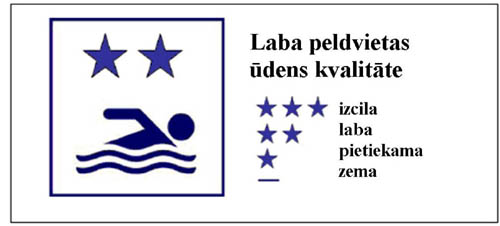 Laba peldvietas
ūdens kvalitāte
izcila
laba
pietiekama
zema